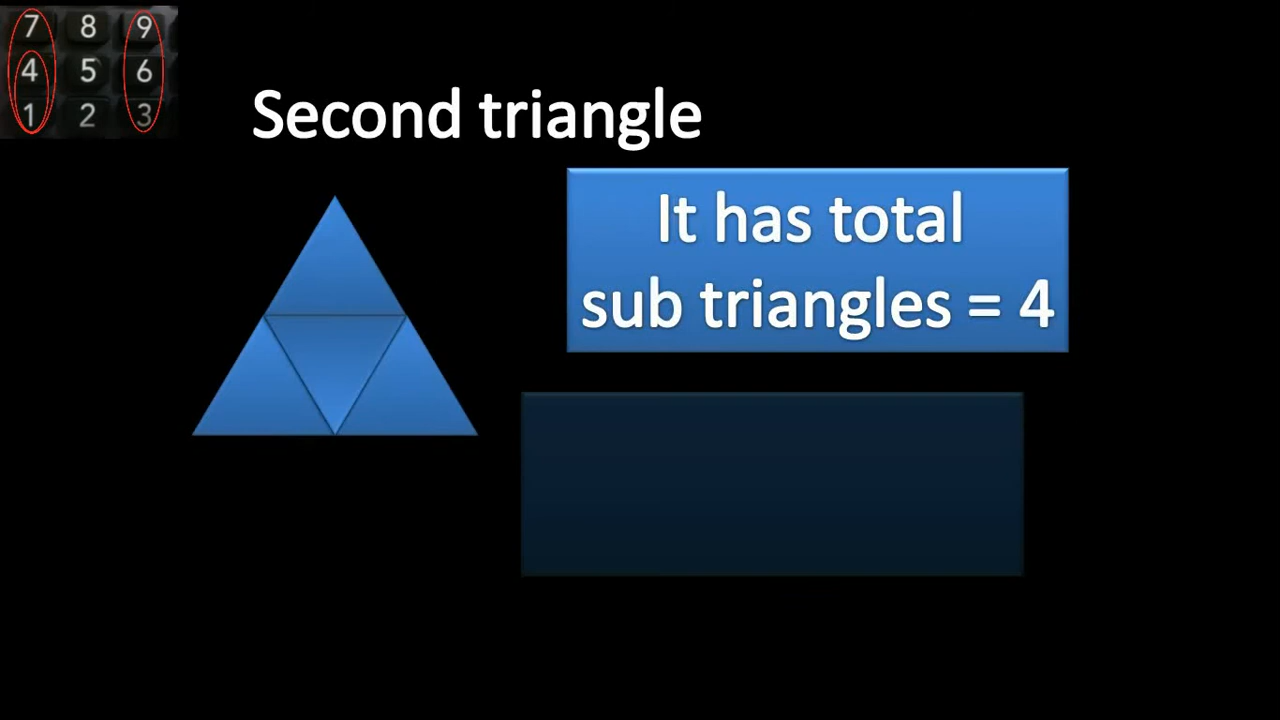 7 8 9
4 5 6
1 2 3
Second triangle
It has total
sub triangles = 4